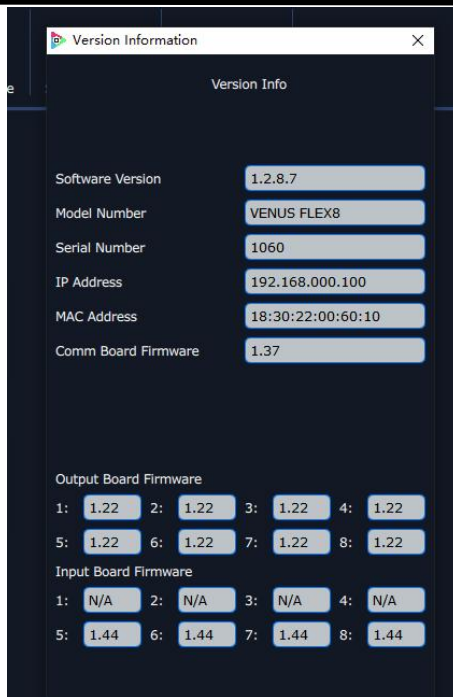 Version Information
e
Version Info
Software Version 1.2.8.7
Model Number VENUS FLEX8
Serial Number 1060
IP Address 192.168.000.100
MAC Address 18:30:22:00:60:10
Comm Board Firmware 1.37
Output Board Firmware
1: 1.22 2: 1.22 3: 1.22 4: 1.22
5: 1.22 6: 1.22 7: 1.22 8: 1.22
Input Board Firmware
1: N/A 2: N/A 3: N/A 4: N/A
5: 1.44 6: 1.44 7: 1.44 8: 1.44